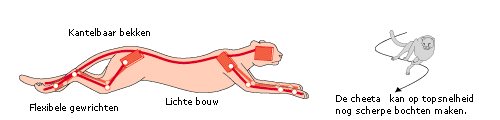 Kantelbaar bekken
Flexibele gewrichten
Lichte bouw
De cheeta kan op topsnelheid
nog scherpe bochten maken.